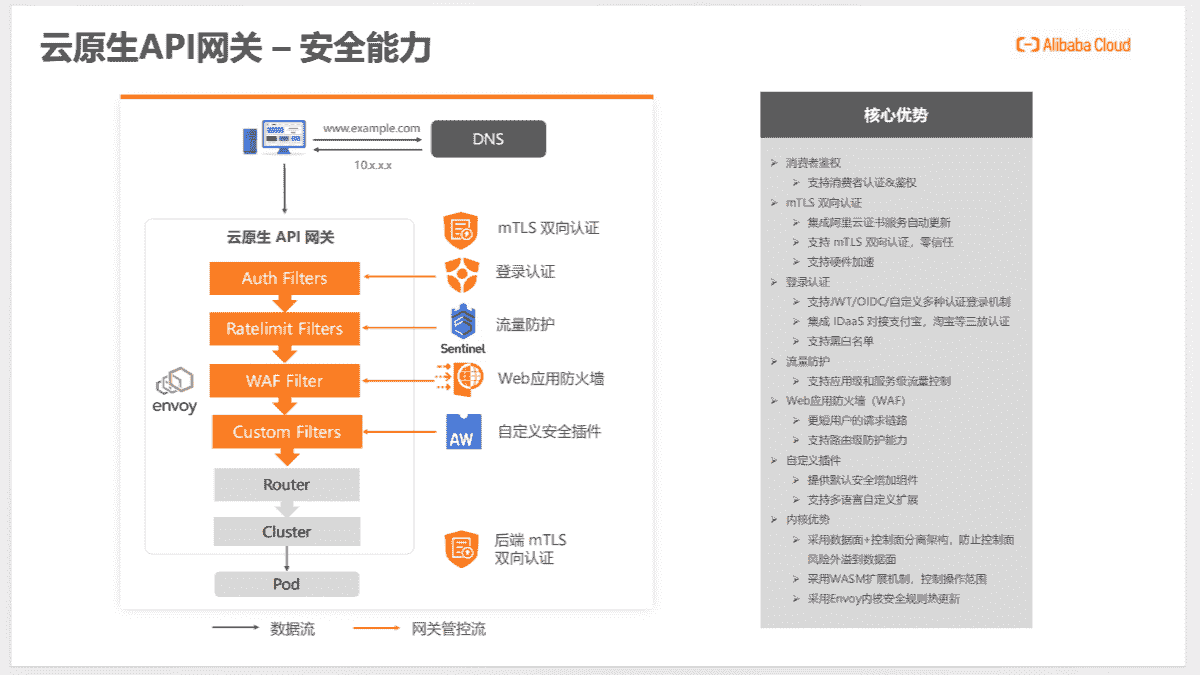 云原生API网关 – 安全能力
Alibaba Cloud
www.example.com
DNS
10.x.x.x
云原生 API 网关
mTLS 双向认证
Auth Filters
登录认证
Ratelimit Filters
流量防护
Sentinel
WAF Filter
Web应用防火墙
envoy
Custom Filters
AW
自定义安全插件
Router
Cluster
后端 mTLS
双向认证
Pod
数据流
网关管控流
核心优势
消费者鉴权
支持消费者认证&鉴权
mTLS 双向认证
集成阿里云证书服务自动更新
支持 mTLS 双向认证，零信任
支持硬件加速
登录认证
支持JWT/OIDC/自定义多种认证登录机制
集成 IDaaS 对接支付宝，淘宝等三放认证
支持黑白名单
流量防护
支持应用级和服务级流量控制
Web应用防火墙（WAF）
更短用户的请求链路
支持路由级防护能力
自定义插件
提供默认安全增加组件
支持多语言自定义扩展
内核优势
采用数据面+控制面分离架构，防止控制面
风险外溢到数据面
采用WASM扩展机制，控制操作范围
采用Envoy内核安全规则热更新